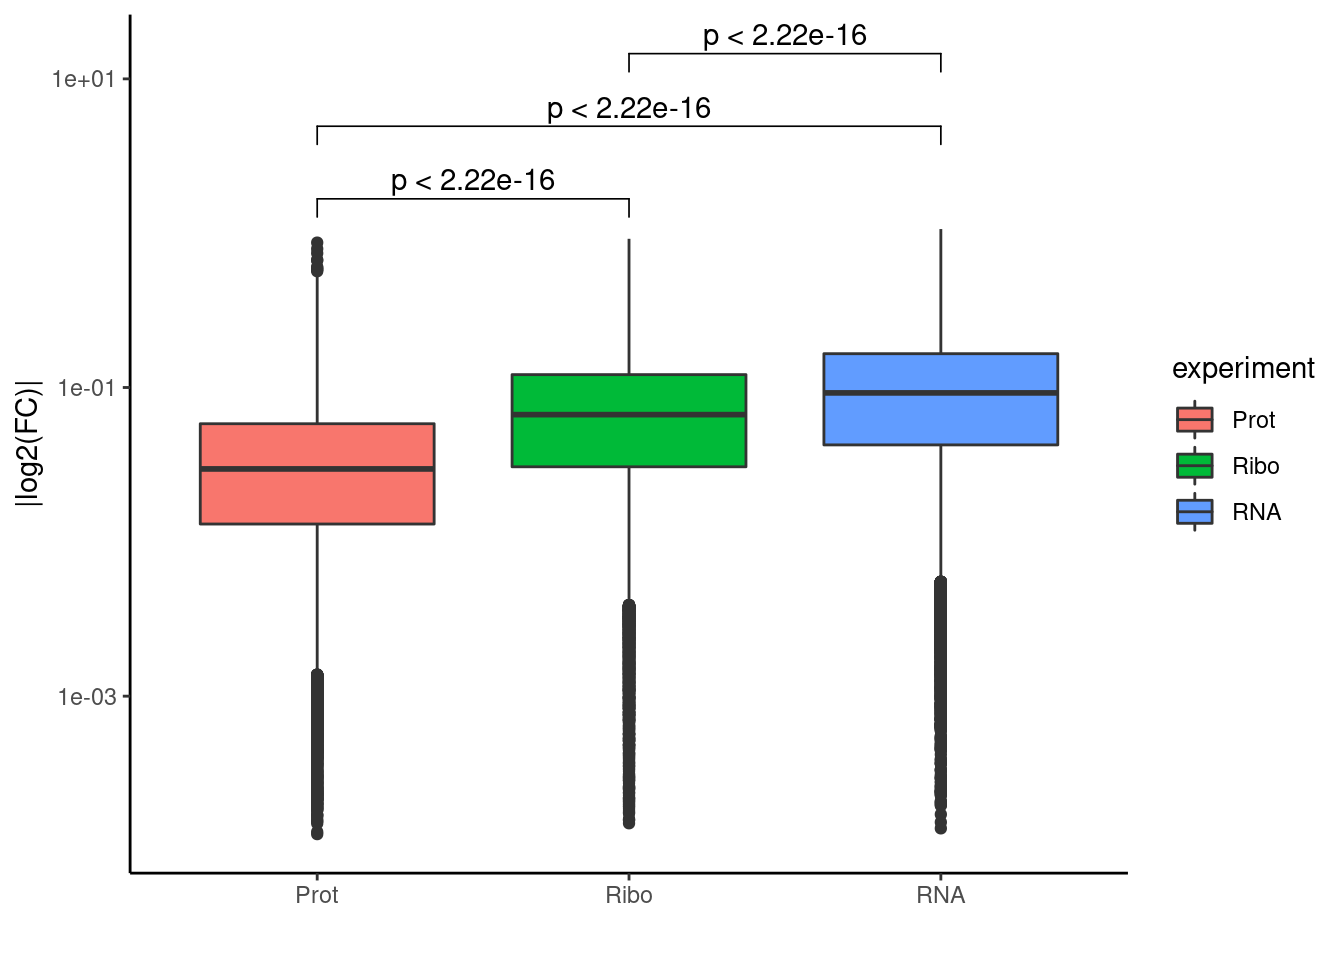 p < 2.22e-16
p < 2.22e-16
p < 2.22e-16
1e+01
1e-01
1e-03
|log2(FC)|
Prot
Ribo
RNA
experiment
Prot
Ribo
RNA